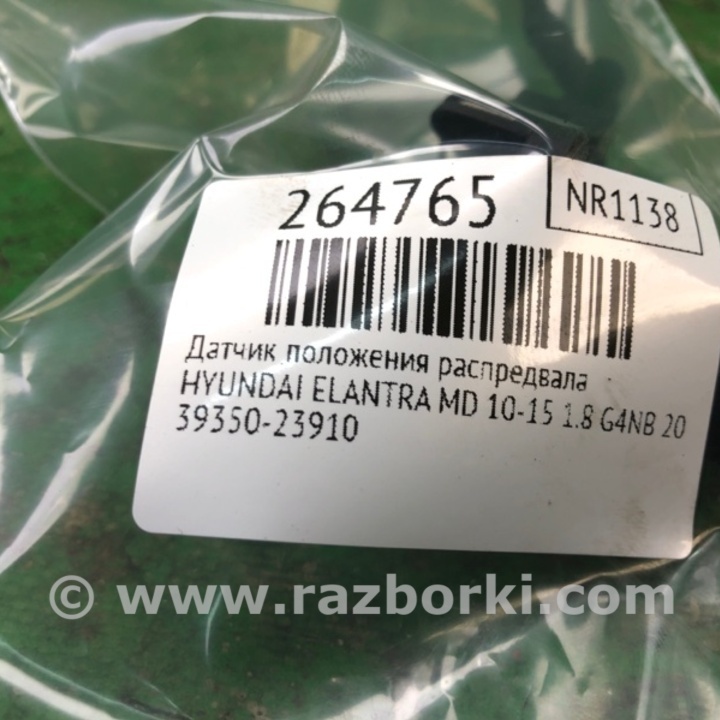 264765
NR1138
Датчик положения распредвала
HYUNDAI ELANTRA MD 10-15 1.8 G4NB 20
39350-23910
© www.razborki.com